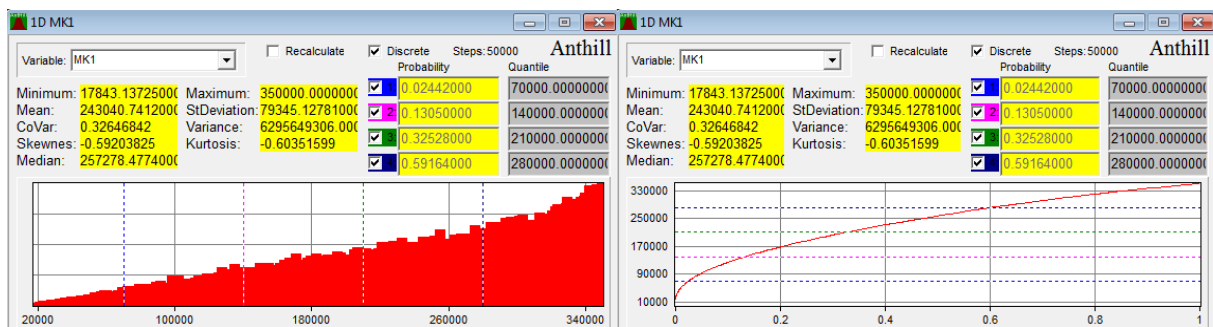 1D MK1
Variable: MK1
Recalculate
Discrete Steps:50000 Anthill
Probability Quantile
Minimum: 17843.13725000 Maximum: 350000.0000000 1 0.02442000 70000.00000000
Mean: 243040.7412000 StDeviation: 79345.12781000 2 0.13050000 140000.0000000
CoVar: 0.32646842 Variance: 6295649306.000 3 0.32528000 210000.0000000
Skewnes: -0.59203825 Kurtosis: -0.60351599 0.59164000 280000.0000000
Median: 257278.4774000
20000 100000 180000 260000 340000
1D MK1
Variable: MK1
Recalculate
Discrete Steps:50000 Anthill
Probability Quantile
Minimum: 17843.13725000 Maximum: 350000.0000000 1 0.02442000 70000.00000000
Mean: 243040.7412000 StDeviation: 79345.12781000 2 0.13050000 140000.0000000
CoVar: 0.32646842 Variance: 6295649306.000 3 0.32528000 210000.0000000
Skewnes: -0.59203825 Kurtosis: -0.60351599 0.59164000 280000.0000000
Median: 257278.4774000
330000
250000
170000
90000
10000
0 0.2 0.4 0.6 0.8 1